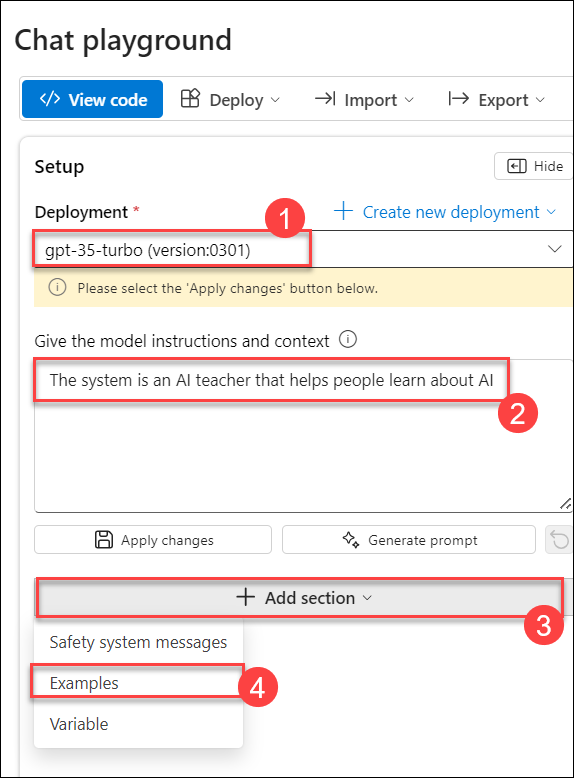 Chat playground
</> View code Deploy Import Export
Setup Hide
Deployment * 1 + Create new deployment
gpt-35-turbo (version:0301)
Please select the 'Apply changes' button below.
Give the model instructions and context
The system is an AI teacher that helps people learn about AI
2
Apply changes Generate prompt
+ Add section
3
Safety system messages
Examples 4
Variable